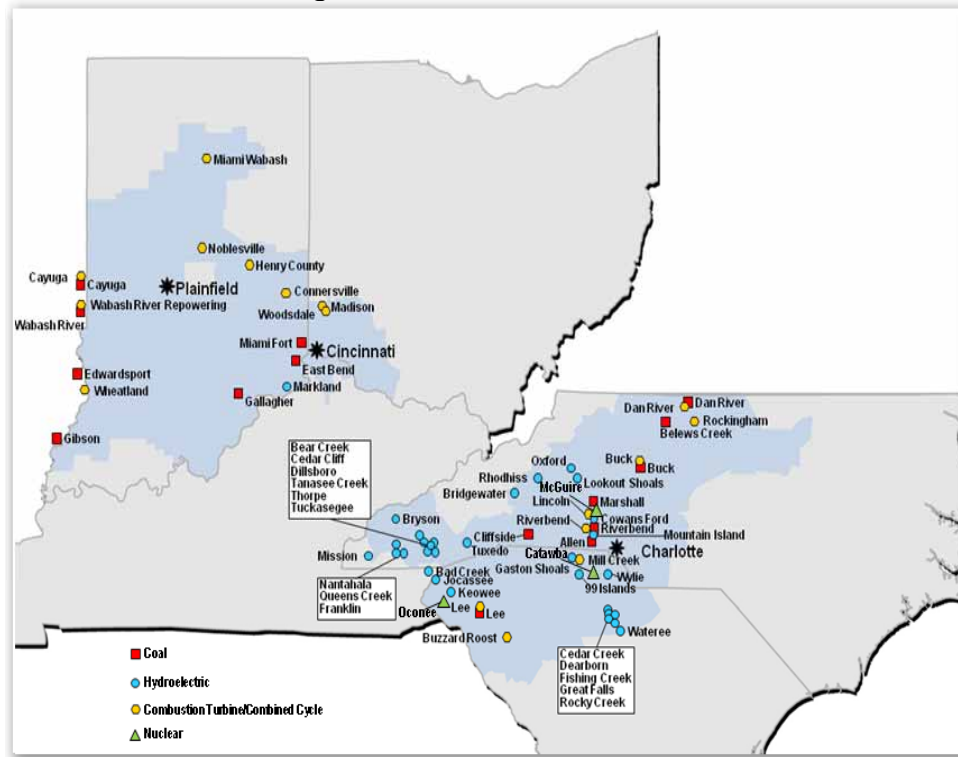 Miami Wabash
Noblesville
Henry County
Cayuga
Cayuga
Plainfield
Connersville
Wabash River Repowering
Madison
Woodsdale
Wabash River
Miami Fort
Cincinnati
East Bend
Edwardsport
Markland
Wheatland
Gallagher
Gibson
Dan River
Dan River
Rockingham
Belews Creek
Bear Creek
Cedar Cliff
Dillsboro
Tanasee Creek
Thorpe
Tuckasegee
Oxford
Buck
Buck
Rhodhiss
Lookout Shoals
McGuire
Bridgewater
Lincoln
Marshall
Bryson
Cowans Ford
Riverbend
Riverbend
Cliffside
Mountain Island
Allen
Tuxedo
Charlotte
Mission
Catawba
Mill Creek
Gaston Shoals
Bad Creek
Wylie
Jocassee
99 Islands
Nantahala
Queens Creek
Franklin
Keowee
Oconee
Lee
Lee
Buzzard Roost
Wateree
Cedar Creek
Dearborn
Fishing Creek
Great Falls
Rocky Creek
Coal
Hydroelectric
Combustion Turbine/Combined Cycle
Nuclear